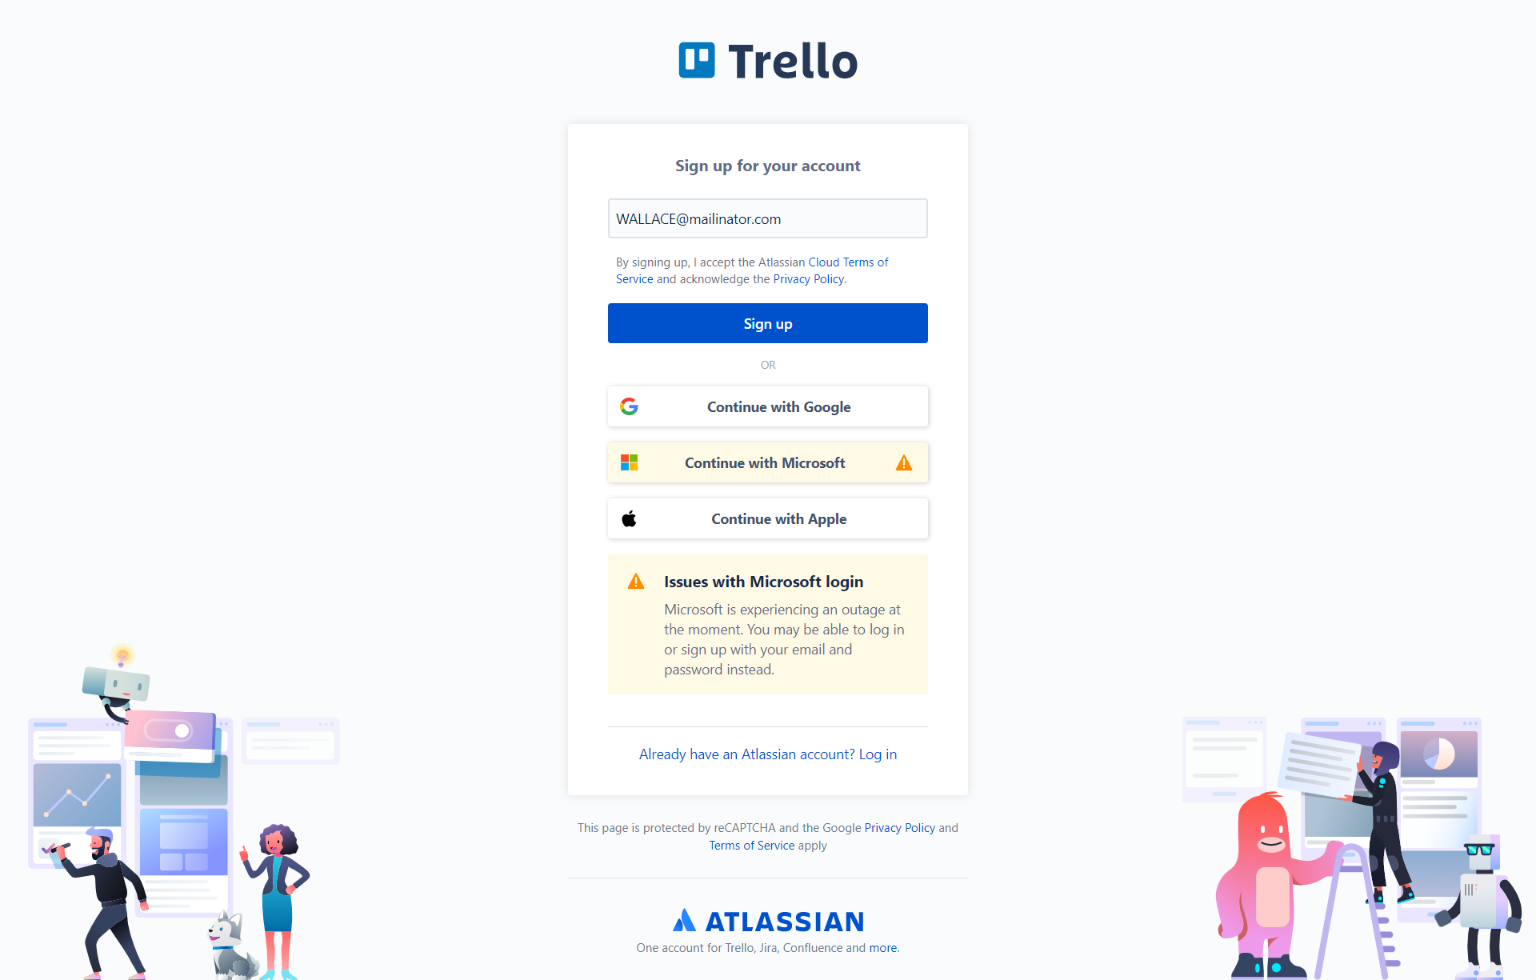 Trello
Sign up for your account
WALLACE@mailinator.com
By signing up, I accept the Atlassian Cloud Terms of
Service and acknowledge the Privacy Policy.
Sign up
OR
Continue with Google
Continue with Microsoft
Continue with Apple
Issues with Microsoft login
Microsoft is experiencing an outage at
the moment. You may be able to log in
or sign up with your email and
password instead.
Already have an Atlassian account? Log in
This page is protected by reCAPTCHA and the Google Privacy Policy and
Terms of Service apply
ATLASSIAN
One account for Trello, Jira, Confluence and more.